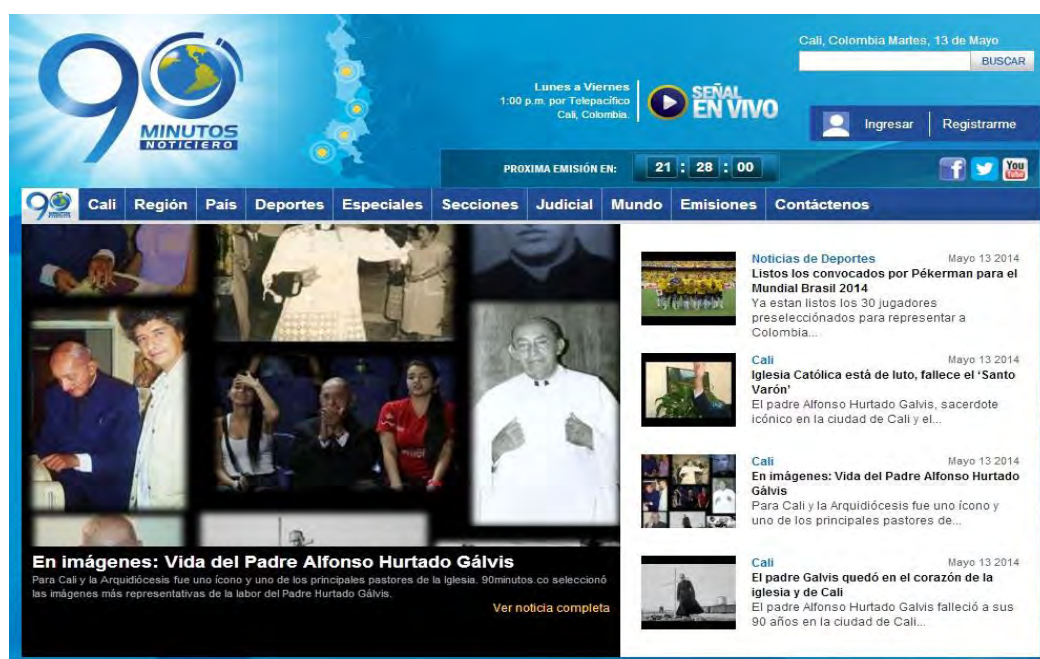 90
MINUTOS
NOTICIERO
Cali, Colombia Martes, 13 de Mayo
BUSCAR
Lunes a Viernes
1:00 p.m. por Telepacífico
Cali, Colombia.
SEÑAL
EN VIVO
Ingresar
Registrarme
PROXIMA EMISIÓN EN:
21 : 28 : 00
f
You
Tube
90
Cali
Región
País
Deportes
Especiales
Secciones
Judicial
Mundo
Emisiones
Contáctenos
En imágenes: Vida del Padre Alfonso Hurtado Gálvis
Para Cali y la Arquidiócesis fue uno ícono y uno de los principales pastores de la Iglesia. 90minutos.co seleccionó
las imágenes más representativas de la labor del Padre Hurtado Gálvis.
Ver noticia completa
Noticias de Deportes
Mayo 13 2014
Listos los convocados por Pékerman para el
Mundial Brasil 2014
Ya estan listos los 30 jugadores
preselecciónados para representar a
Colombia...
Cali
Mayo 13 2014
Iglesia Católica está de luto, fallece el ‘Santo
Varón’
El padre Alfonso Hurtado Galvis, sacerdote
icónico en la ciudad de Cali y el...
Cali
Mayo 13 2014
En imágenes: Vida del Padre Alfonso Hurtado
Gálvis
Para Cali y la Arquidiócesis fue uno ícono y
uno de los principales pastores de...
Cali
Mayo 13 2014
El padre Galvis quedó en el corazón de la
iglesia y de Cali
El padre Alfonso Hurtado Galvis falleció a sus
90 años en la ciudad de Cali...